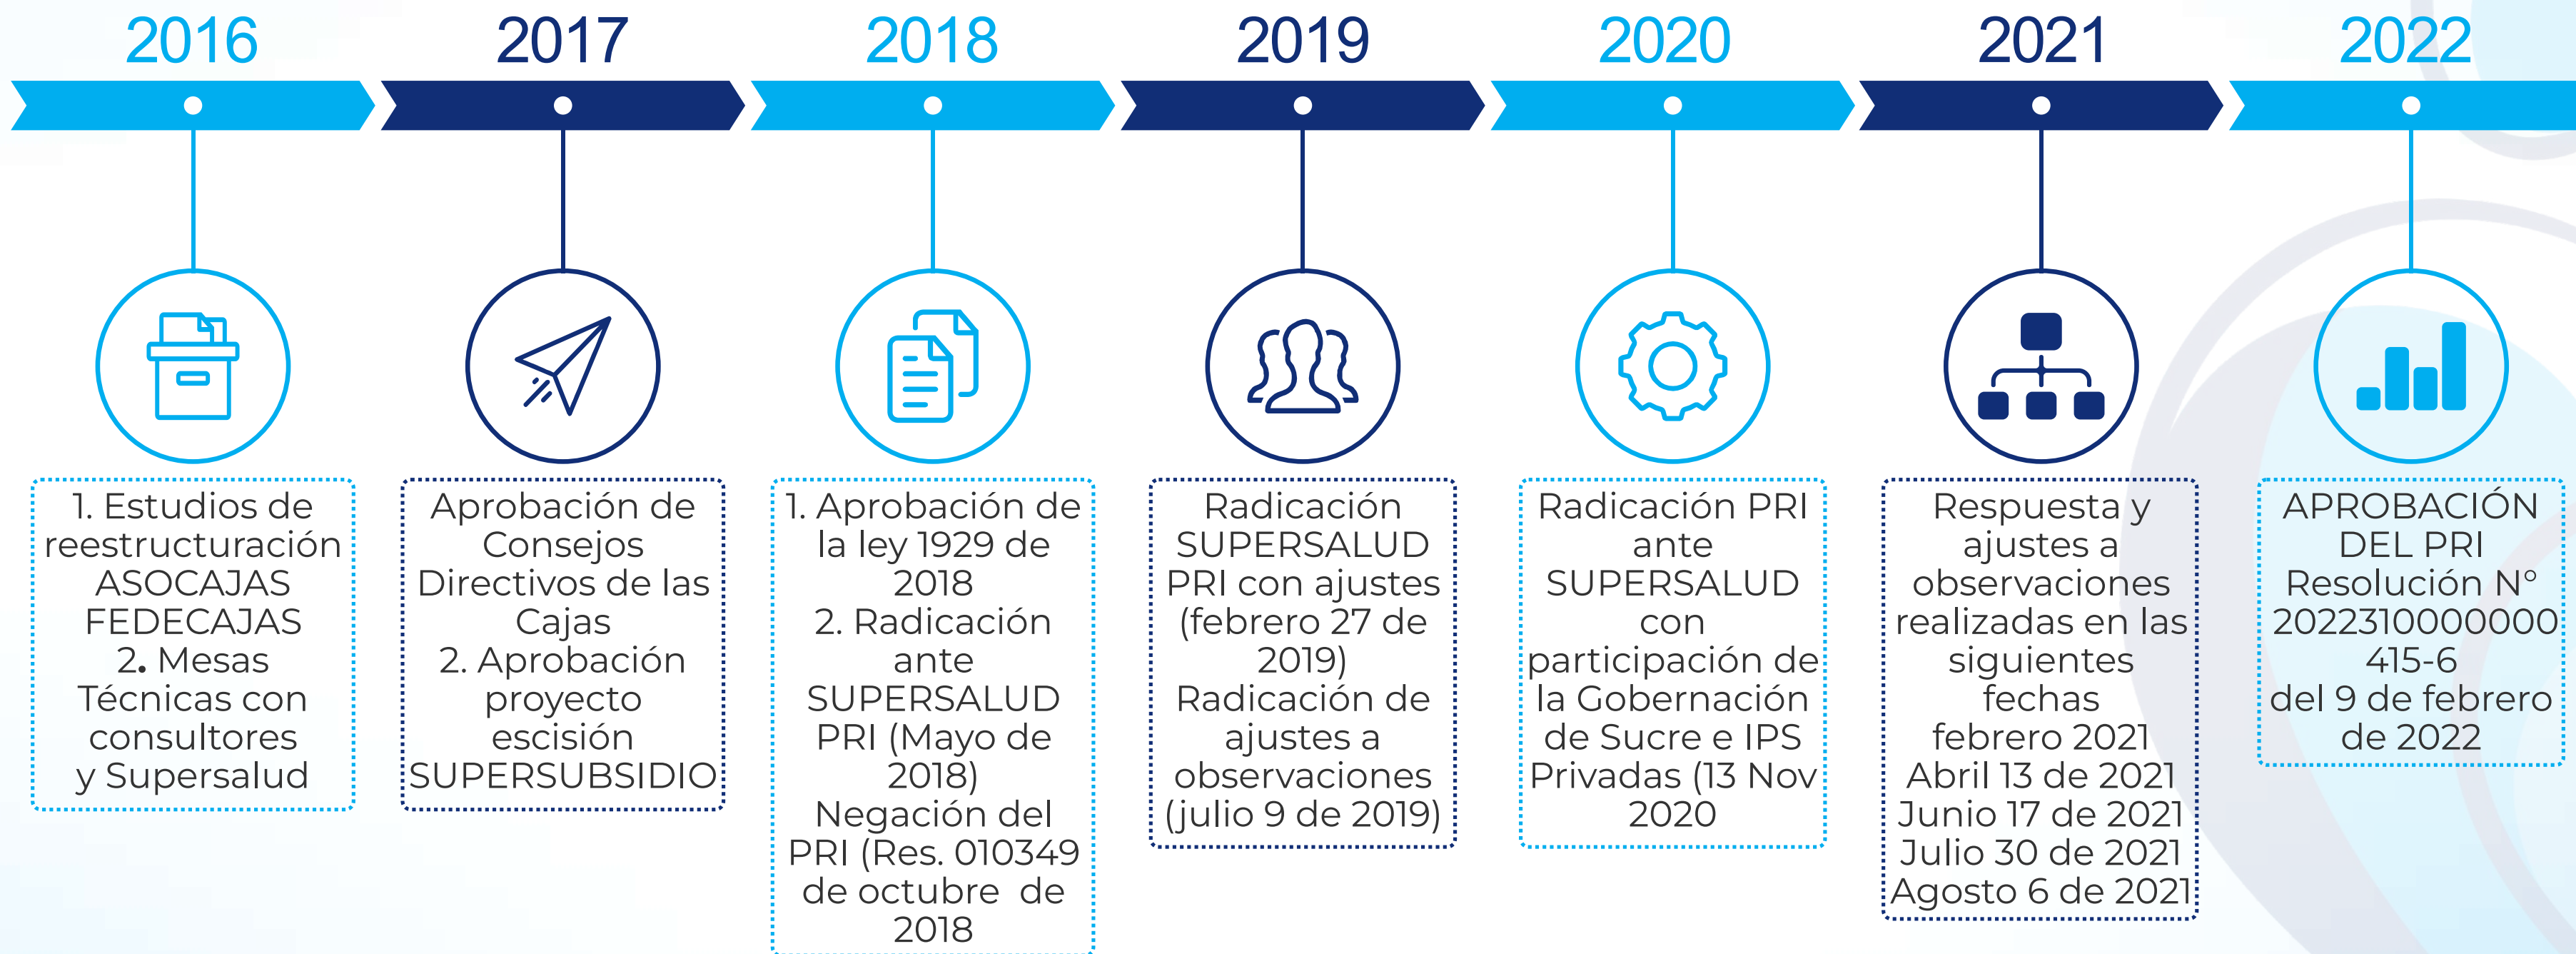 2016
2017
2018
2019
2020
2021
2022
1. Estudios de
reestructuración
ASOCAJAS
FEDECAJAS
2. Mesas
Técnicas con
consultores
y Supersalud
Aprobación de
Consejos
Directivos de las
Cajas
2. Aprobación
proyecto
escisión
SUPERSUBSIDIO
1. Aprobación de
la ley 1929 de
2018
2. Radicación
ante
SUPERSALUD
PRI (Mayo de
2018)
Negación del
PRI (Res. 010349
de octubre de
2018
Radicación
SUPERSALUD
PRI con ajustes
(febrero 27 de
2019)
Radicación de
ajustes a
observaciones
(julio 9 de 2019)
Radicación PRI
ante
SUPERSALUD
con
participación de
la Gobernación
de Sucre e IPS
Privadas (13 Nov
2020
Respuesta y
ajustes a
observaciones
realizadas en las
siguientes
fechas
febrero 2021
Abril 13 de 2021
Junio 17 de 2021
Julio 30 de 2021
Agosto 6 de 2021
APROBACIÓN
DEL PRI
Resolución N°
2022310000000
415-6
del 9 de febrero
de 2022